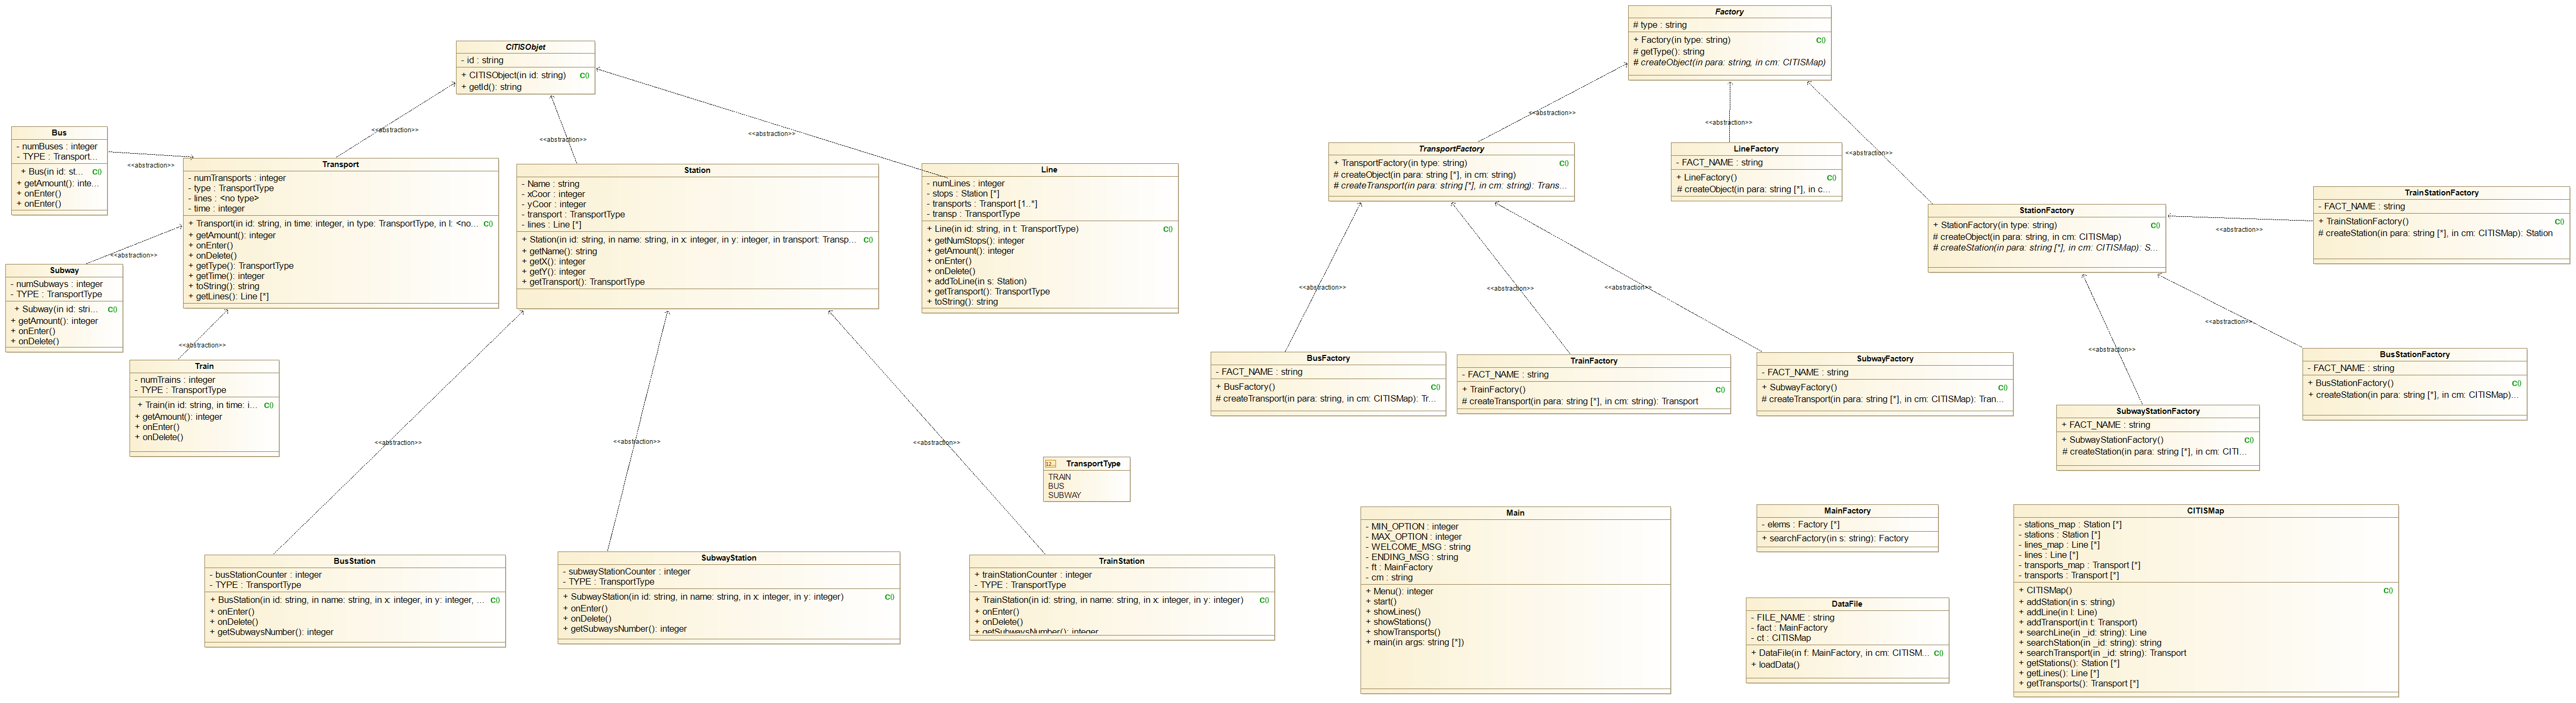 CITISObjet
- id : string
+ CITISObject(in id: string) C()
+ getId(): string
<<abstraction>>
<<abstraction>>
<<abstraction>>
Bus
- numBuses : integer
- TYPE : Transport...
+ Bus(in id: st... C()
+ getAmount(): inte...
+ onEnter()
+ onEnter()
<<abstraction>>
Transport
- numTransports : integer
- type : TransportType
- lines : <no type>
- time : integer
+ Transport(in id: string, in time: integer, in type: TransportType, in l: <no... C()
+ getAmount(): integer
+ onEnter()
+ onDelete()
+ getType(): TransportType
+ getTime(): integer
+ toString(): string
+ getLines(): Line [*]
Station
- Name : string
- xCoor : integer
- yCoor : integer
- transport : TransportType
- lines : Line [*]
+ Station(in id: string, in name: string, in x: integer, in y: integer, in transport: Transp... C()
+ getName(): string
+ getX(): integer
+ getY(): integer
+ getTransport(): TransportType
Line
- numLines : integer
- stops : Station [*]
- transports : Transport [1..*]
- transp : TransportType
+ Line(in id: string, in t: TransportType) C()
+ getNumStops(): integer
+ getAmount(): integer
+ onEnter()
+ onDelete()
+ addToLine(in s: Station)
+ getTransport(): TransportType
+ toString(): string
Subway
- numSubways : integer
- TYPE : TransportType
+ Subway(in id: stri... C()
+ getAmount(): integer
+ onEnter()
+ onDelete()
<<abstraction>>
Train
- numTrains : integer
- TYPE : TransportType
+ Train(in id: string, in time: i... C()
+ getAmount(): integer
+ onEnter()
+ onDelete()
<<abstraction>>
<<abstraction>>
<<abstraction>>
<<abstraction>>
TransportType
TRAIN
BUS
SUBWAY
BusStation
- busStationCounter : integer
- TYPE : TransportType
+ BusStation(in id: string, in name: string, in x: integer, in y: integer, ... C()
+ onEnter()
+ onDelete()
+ getSubwaysNumber(): integer
SubwayStation
- subwayStationCounter : integer
- TYPE : TransportType
+ SubwayStation(in id: string, in name: string, in x: integer, in y: integer) C()
+ onEnter()
+ onDelete()
+ getSubwaysNumber(): integer
TrainStation
+ trainStationCounter : integer
- TYPE : TransportType
+ TrainStation(in id: string, in name: string, in x: integer, in y: integer) C()
+ onEnter()
+ onDelete()
+ getSubwaysNumber(): integer
Factory
# type : string
+ Factory(in type: string) C()
# getType(): string
# createObject(in para: string, in cm: CITISMap)
<<abstraction>>
<<abstraction>>
<<abstraction>>
TransportFactory
+ TransportFactory(in type: string) C()
# createObject(in para: string [*], in cm: string)
# createTransport(in para: string [*], in cm: string): Trans...
LineFactory
- FACT_NAME : string
+ LineFactory() C()
# createObject(in para: string [*], in c...
StationFactory
+ StationFactory(in type: string) C()
# createObject(in para: string, in cm: CITISMap)
# createStation(in para: string [*], in cm: CITISMap): S...
TrainStationFactory
- FACT_NAME : string
+ TrainStationFactory() C()
# createStation(in para: string [*], in cm: CITISMap): Station
<<abstraction>>
<<abstraction>>
<<abstraction>>
<<abstraction>>
<<abstraction>>
<<abstraction>>
BusFactory
- FACT_NAME : string
+ BusFactory() C()
# createTransport(in para: string, in cm: CITISMap): Tr...
TrainFactory
- FACT_NAME : string
+ TrainFactory() C()
# createTransport(in para: string [*], in cm: string): Transport
SubwayFactory
- FACT_NAME : string
+ SubwayFactory() C()
# createTransport(in para: string [*], in cm: CITISMap): Tran...
SubwayStationFactory
+ FACT_NAME : string
+ SubwayStationFactory() C()
# createStation(in para: string [*], in cm: CITI...
BusStationFactory
- FACT_NAME : string
+ BusStationFactory() C()
+ createStation(in para: string [*], in cm: CITISMap)...
Main
- MIN_OPTION : integer
- MAX_OPTION : integer
- WELCOME_MSG : string
- ENDING_MSG : string
- ft : MainFactory
- cm : string
+ Menu(): integer
+ start()
+ showLines()
+ showStations()
+ showTransports()
+ main(in args: string [*])
MainFactory
- elems : Factory [*]
+ searchFactory(in s: string): Factory
DataFile
- FILE_NAME : string
- fact : MainFactory
- ct : CITISMap
+ DataFile(in f: MainFactory, in cm: CITISM... C()
+ loadData()
CITISMap
- stations_map : Station [*]
- stations : Station [*]
- lines_map : Line [*]
- lines : Line [*]
- transports_map : Transport [*]
- transports : Transport [*]
+ CITISMap() C()
+ addStation(in s: string)
+ addLine(in l: Line)
+ addTransport(in t: Transport)
+ searchLine(in _id: string): Line
+ searchStation(in _id: string): string
+ searchTransport(in _id: string): Transport
+ getStations(): Station [*]
+ getLines(): Line [*]
+ getTransports(): Transport [*]